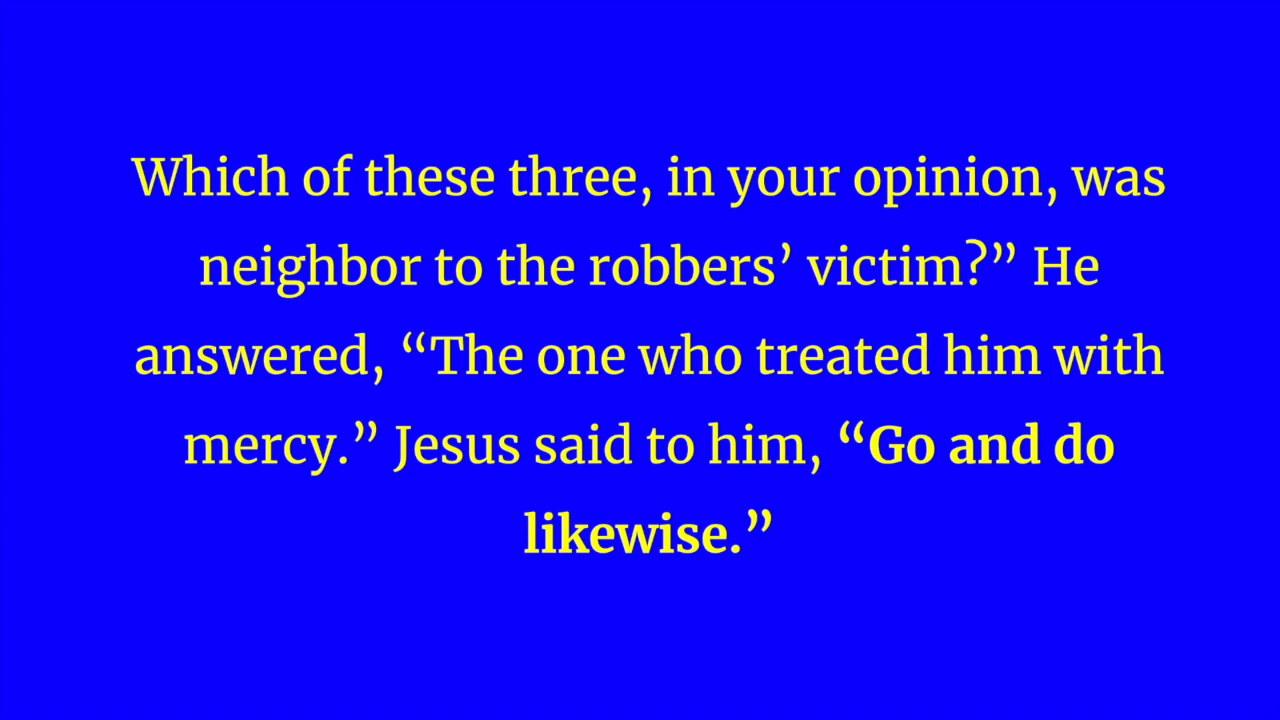 Which of these three, in your opinion, was
neighbor to the robbers’ victim?” He
answered, “The one who treated him with
mercy.” Jesus said to him, “Go and do
likewise.”